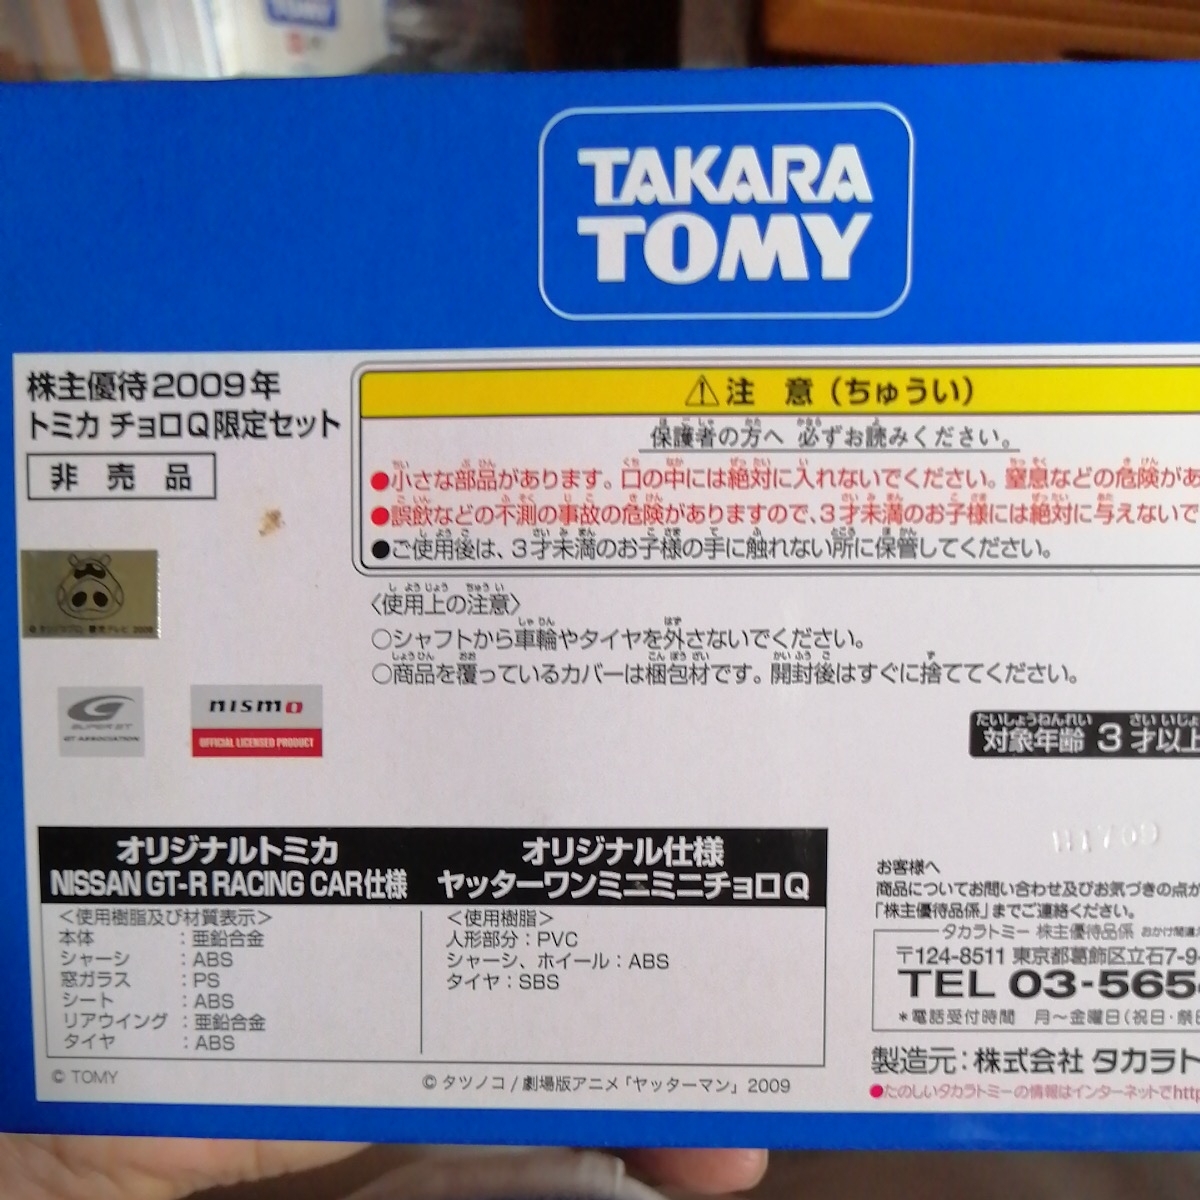 TOMY
TAKARA
TOMY
株主優待2009年
トミカ チョロQ限定セット
非売品
⚠注 意（ちゅうい）
保護者の方へ 必ずお読みください。
●小さな部品があります。口の中には絶対に入れないでください。窒息などの危険があ
●誤飲などの不測の事故の危険がありますので、3才未満のお子様には絶対に与えないで
●ご使用後は、3才未満のお子様の手に触れない所に保管してください。
〈使用上の注意〉
○シャフトから車輪やタイヤを外さないでください。
○商品を覆っているカバーは梱包材です。開封後はすぐに捨ててください。
SUPER GT
GT ASSOCIATION
nismo
OFFICIAL LICENSED PRODUCT
たいしょうねんれい さい いじょ
対象年齢 3 才以上
オリジナルトミカ
NISSAN GT-R RACING CAR仕様
＜使用樹脂及び材質表示＞
本体 ：亜鉛合金
シャーシ ：ABS
窓ガラス ：PS
シート ：ABS
リアウイング ：亜鉛合金
タイヤ ：ABS
オリジナル仕様
ヤッターワンミニミニチョロQ
＜使用樹脂＞
人形部分：PVC
シャーシ、ホイール：ABS
タイヤ：SBS
© TOMY
© タツノコ / 劇場版アニメ「ヤッターマン」2009
お客様へ
商品についてお問い合わせ及びお気づきの点が
「株主優待品係」までご連絡ください。
タカラトミー 株主優待品係 おかけ間違
〒124-8511 東京都葛飾区立石7-9-
TEL 03-565
＊電話受付時間 月～金曜日（祝日・祭
製造元：株式会社 タカラト
●たのしいタカラトミーの情報はインターネットでhttp